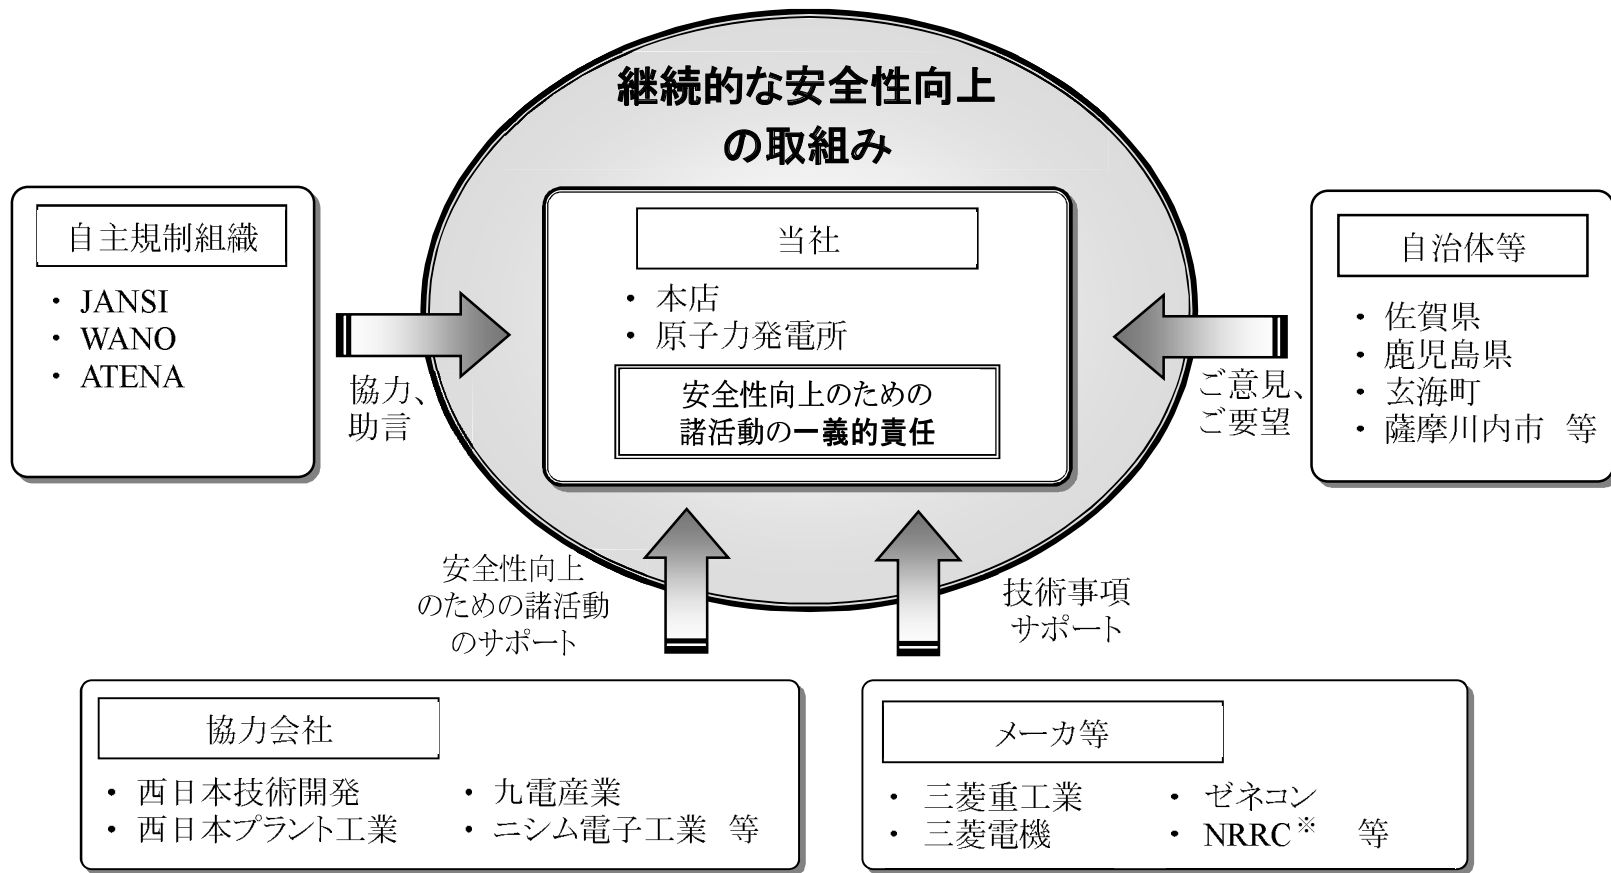 継続的な安全性向上
の取組み
自主規制組織
・ JANSI
・ WANO
・ ATENA
協力、
助言
当社
・ 本店
・ 原子力発電所
安全性向上のための
諸活動の一義的責任
自治体等
・ 佐賀県
・ 鹿児島県
・ 玄海町
・ 薩摩川内市 等
ご意見、
ご要望
安全性向上
のための諸活動
のサポート
技術事項
サポート
協力会社
・ 西日本技術開発
・ 西日本プラント工業
・ 九電産業
・ ニシム電子工業 等
メーカ等
・ 三菱重工業
・ 三菱電機
・ ゼネコン
・ NRRC※ 等